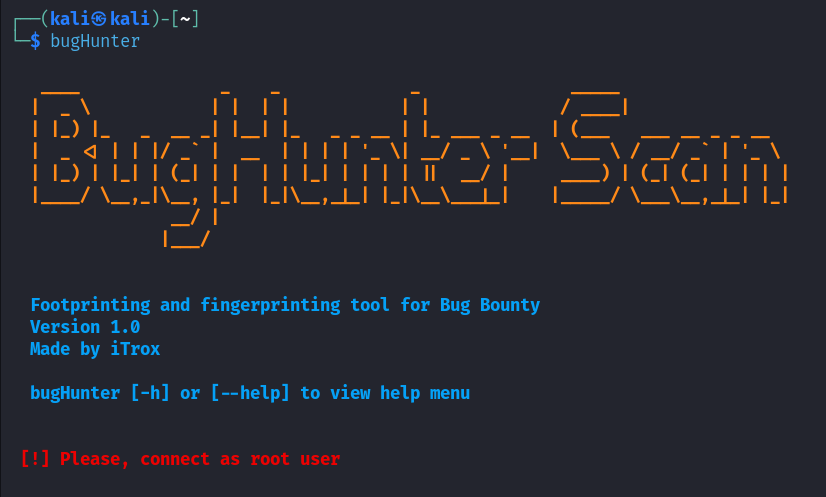 ┌──(kali㉿kali)-[~]
└─$ bugHunter
BugHunter Scan
Footprinting and fingerprinting tool for Bug Bounty
Version 1.0
Made by iTrox
bugHunter [-h] or [--help] to view help menu
[!] Please, connect as root user